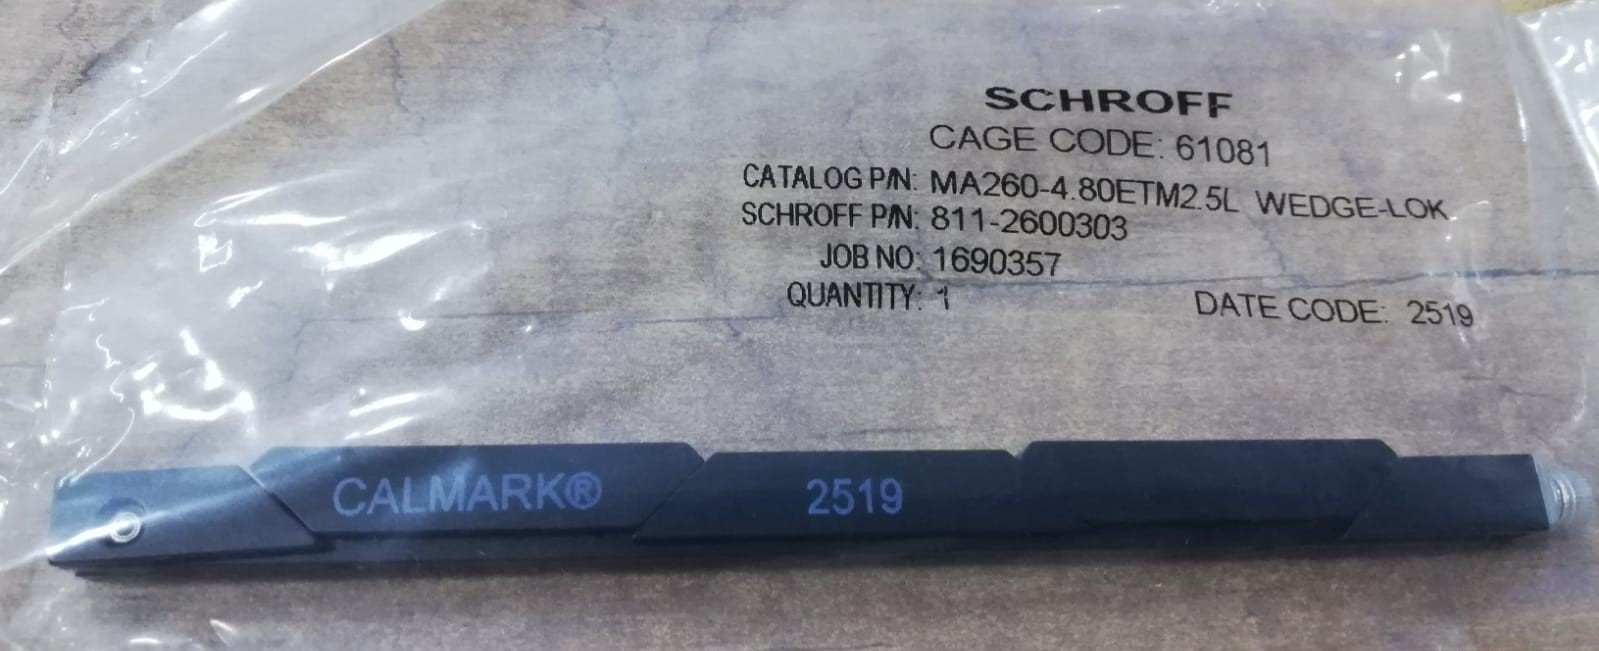 SCHROFF
CAGE CODE: 61081
CATALOG P/N: MA260-4.80ETM2.5L WEDGE-LOK
SCHROFF P/N: 811-2600303
JOB NO: 1690357
QUANTITY: 1 DATE CODE: 2519
CALMARK® 2519